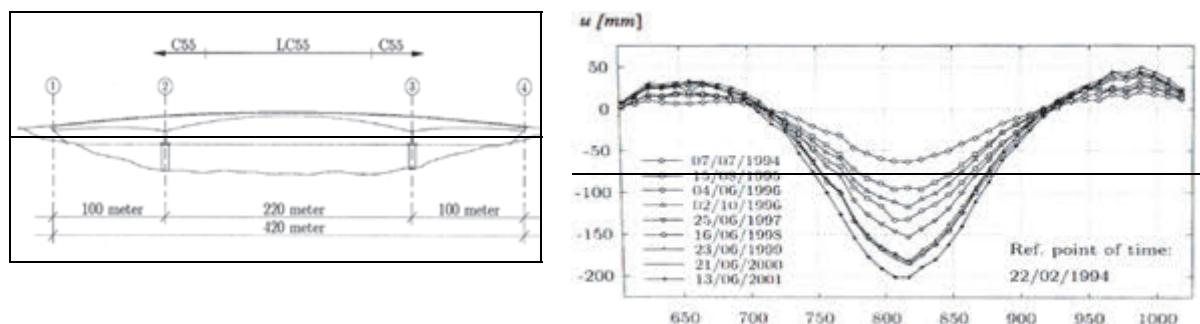 C55 LC55 C55
1 2 3 4
100 meter 220 meter 100 meter
420 meter
u [mm]
50
0
-50
-100
-150
-200
07/07/1994
15/08/1995
04/06/1996
02/10/1996
25/06/1997
16/06/1998
23/06/1999
21/06/2000
13/06/2001
Ref. point of time:
22/02/1994
650 700 750 800 850 900 950 1000